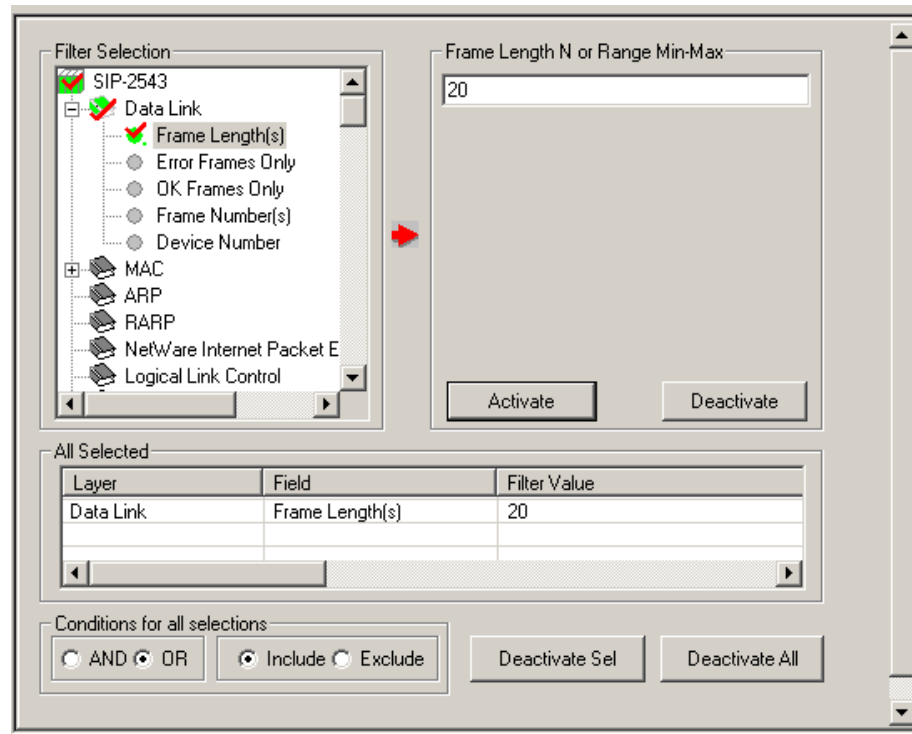 Filter Selection
SIP-2543
Data Link
Frame Length(s)
Error Frames Only
OK Frames Only
Frame Number(s)
Device Number
MAC
ARP
RARP
NetWare Internet Packet E
Logical Link Control
Frame Length N or Range Min-Max
20
Activate Deactivate
All Selected
Layer Field Filter Value
Data Link Frame Length(s) 20
Conditions for all selections
AND OR Include Exclude Deactivate Sel Deactivate All